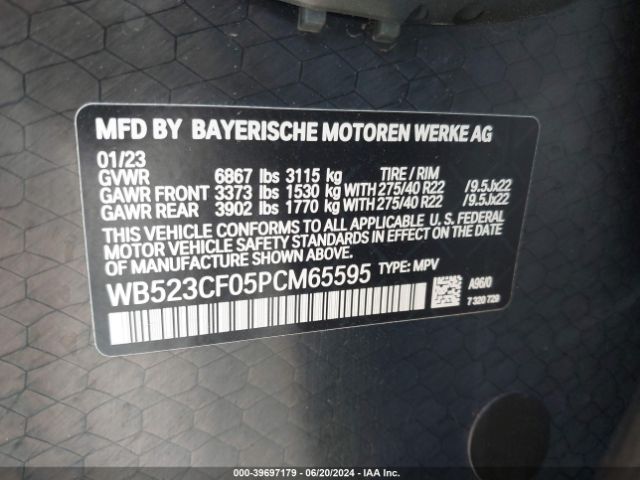 MFD BY BAYERISCHE MOTOREN WERKE AG
01/23
GVWR 6867 lbs 3115 kg TIRE / RIM
GAWR FRONT 3373 lbs 1530 kg WITH 275/40 R22 /9.5Jx22
GAWR REAR 3902 lbs 1770 kg WITH 275/40 R22 /9.5Jx22
THIS VEHICLE CONFORMS TO ALL APPLICABLE U. S. FEDERAL
MOTOR VEHICLE SAFETY STANDARDS IN EFFECT ON THE DATE
OF MANUFACTURE SHOWN ABOVE.
WB523CF05PCM65595 TYPE: MPV
A96/0
7 320 729
000-39697179 - 06/20/2024 - IAA Inc.